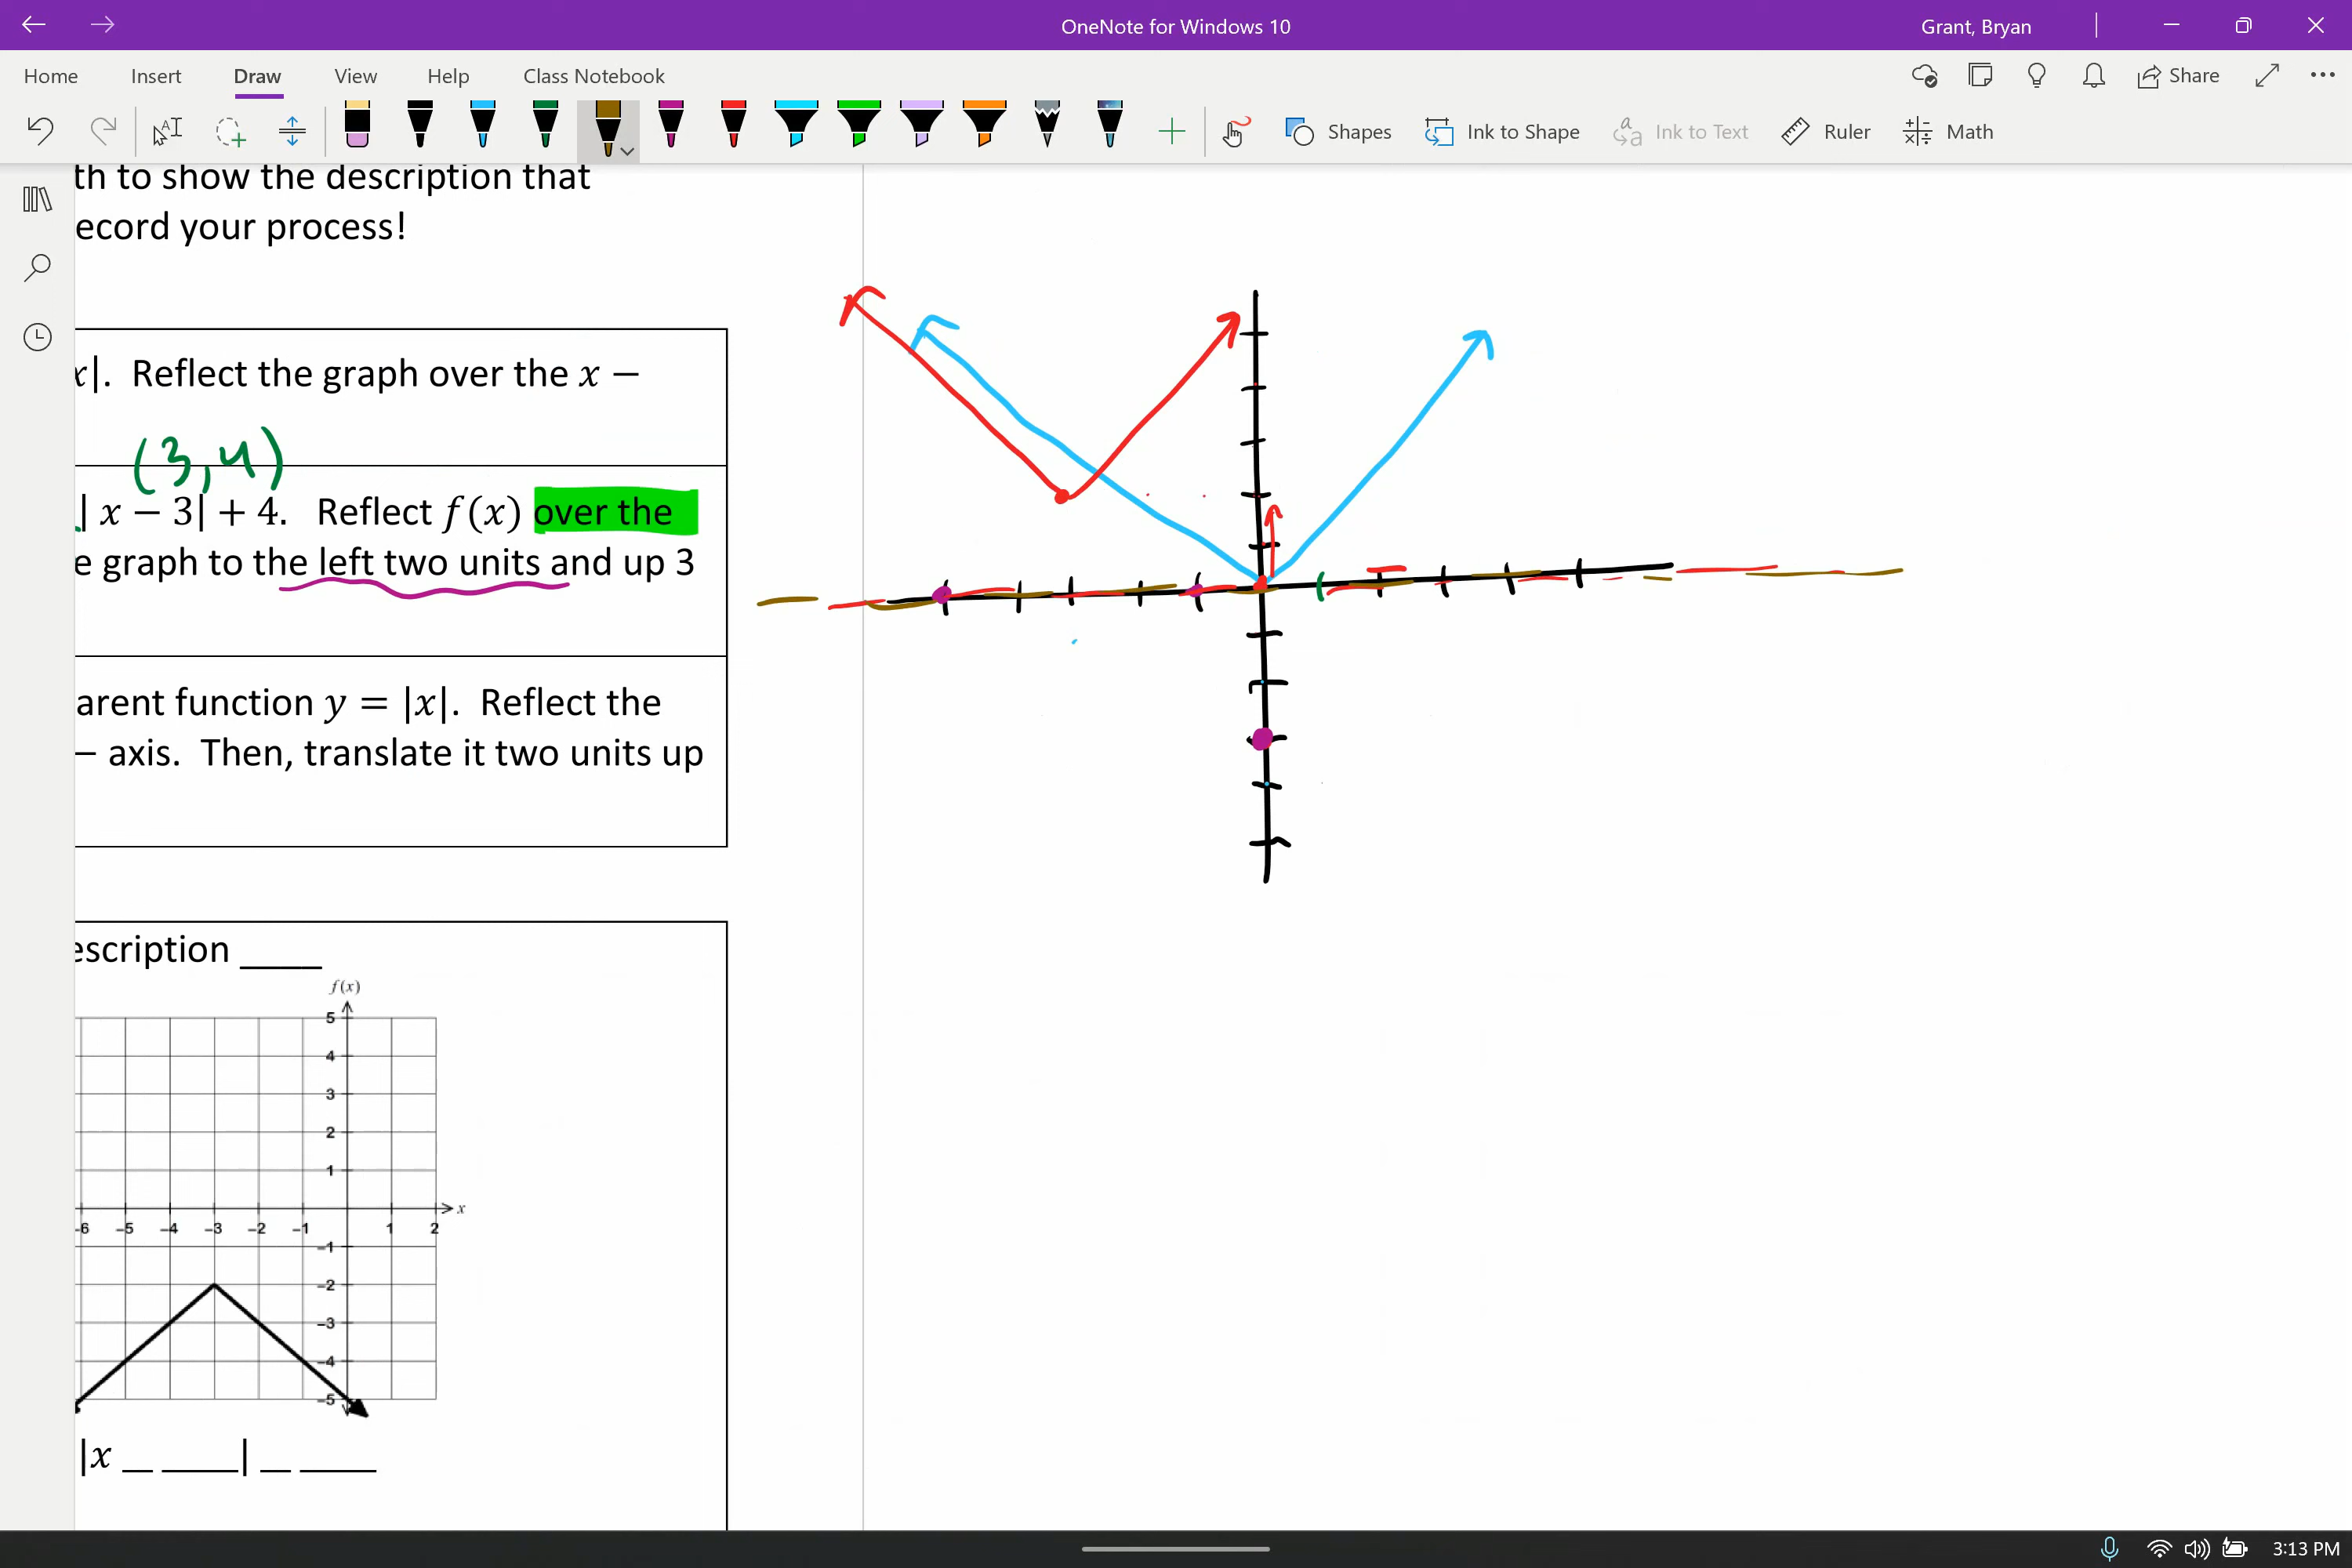 OneNote for Windows 10
Grant, Bryan
Home Insert Draw View Help Class Notebook
Share
Shapes Ink to Shape Ink to Text Ruler Math
th to show the description that
ecord your process!
x|. Reflect the graph over the x −
(3,4)
| x − 3| + 4. Reflect f(x) over the
e graph to the left two units and up 3
arent function y = |x|. Reflect the
− axis. Then, translate it two units up
escription ____
f(x)
5
4
3
2
1
x
-6 -5 -4 -3 -2 -1 1 2
-1
-2
-3
-4
-5
|x __ ____| __ ____
3:13 PM